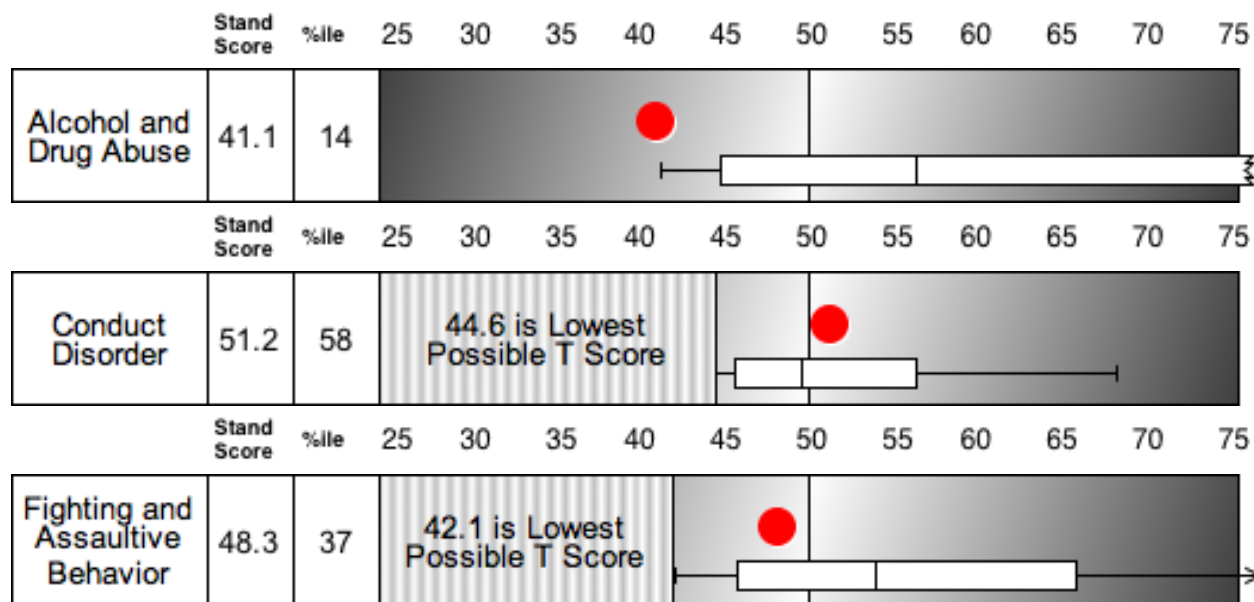 Stand Score %ile 25 30 35 40 45 50 55 60 65 70 75
Alcohol and
Drug Abuse
41.1 14
Stand Score %ile 25 30 35 40 45 50 55 60 65 70 75
Conduct
Disorder
51.2 58
44.6 is Lowest
Possible T Score
Stand Score %ile 25 30 35 40 45 50 55 60 65 70 75
Fighting and
Assaultive
Behavior
48.3 37
42.1 is Lowest
Possible T Score